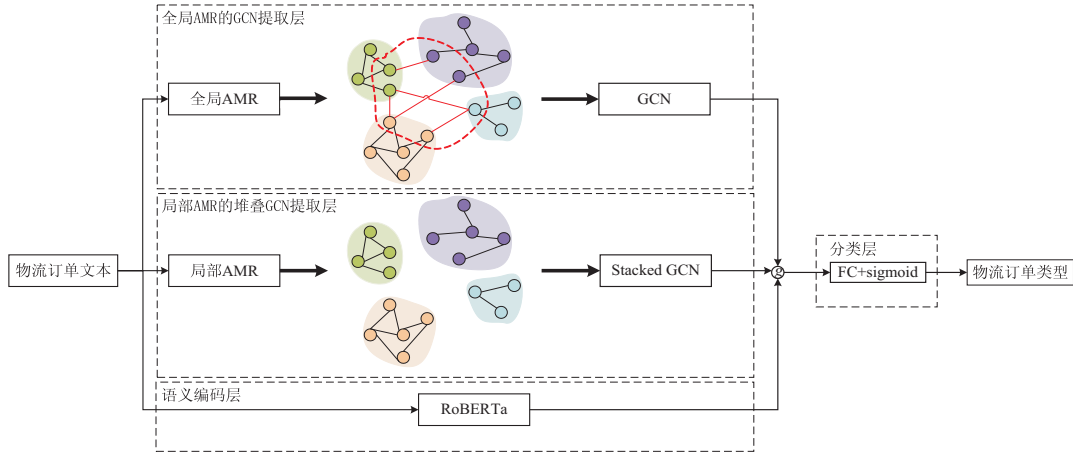 全局AMR的GCN提取层
全局AMR
GCN
局部AMR的堆叠GCN提取层
物流订单文本
局部AMR
Stacked GCN
g
分类层
FC+sigmoid
物流订单类型
语义编码层
RoBERTa